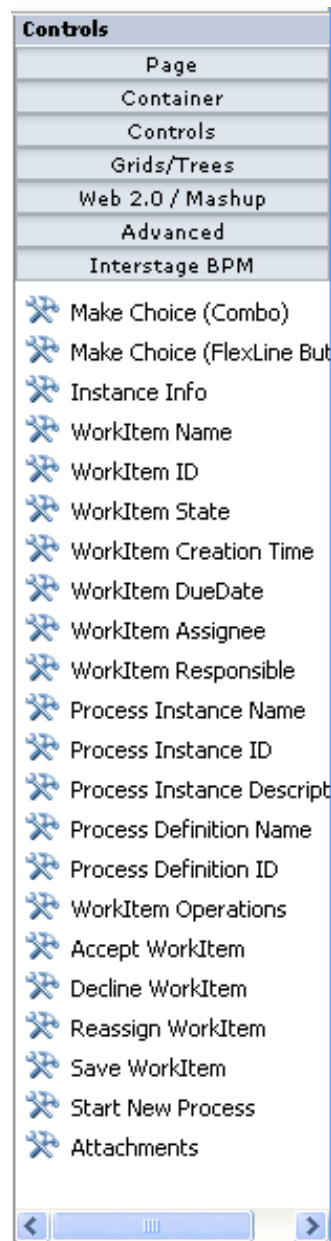 Controls
Page
Container
Controls
Grids/Trees
Web 2.0 / Mashup
Advanced
Interstage BPM
Make Choice (Combo)
Make Choice (FlexLine But
Instance Info
WorkItem Name
WorkItem ID
WorkItem State
WorkItem Creation Time
WorkItem DueDate
WorkItem Assignee
WorkItem Responsible
Process Instance Name
Process Instance ID
Process Instance Descript
Process Definition Name
Process Definition ID
WorkItem Operations
Accept WorkItem
Decline WorkItem
Reassign WorkItem
Save WorkItem
Start New Process
Attachments